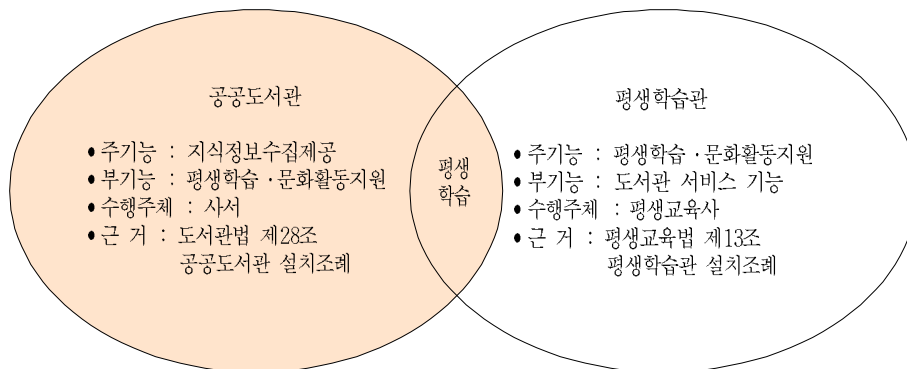 공공도서관
● 주기능 : 지식정보수집제공
● 부기능 : 평생학습·문화활동지원
● 수행주체 : 사서
● 근 거 : 도서관법 제28조
공공도서관 설치조례
평생
학습
평생학습관
● 주기능 : 평생학습·문화활동지원
● 부기능 : 도서관 서비스 기능
● 수행주체 : 평생교육사
● 근 거 : 평생교육법 제13조
평생학습관 설치조례